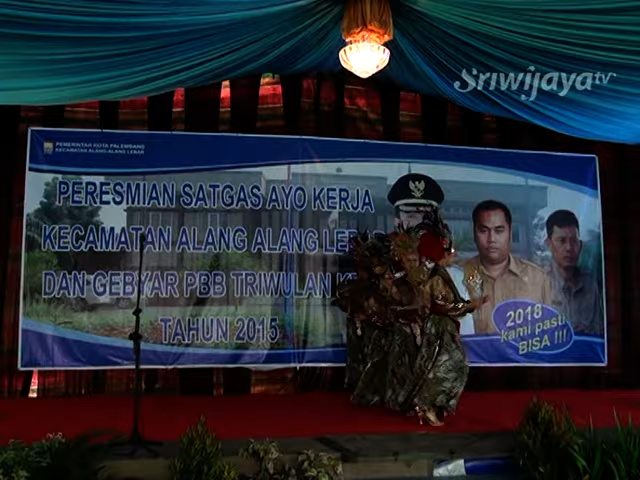 Sriwijaya tv
PEMERINTAH KOTA PALEMBANG
KECAMATAN ALANG-ALANG LEBAR
PERESMIAN SATGAS AYO KERJA
KECAMATAN ALANG ALANG LEBAR
DAN GEBYAR PBB TRIWULAN
TAHUN 2015
2018
kami pasti
BISA !!!